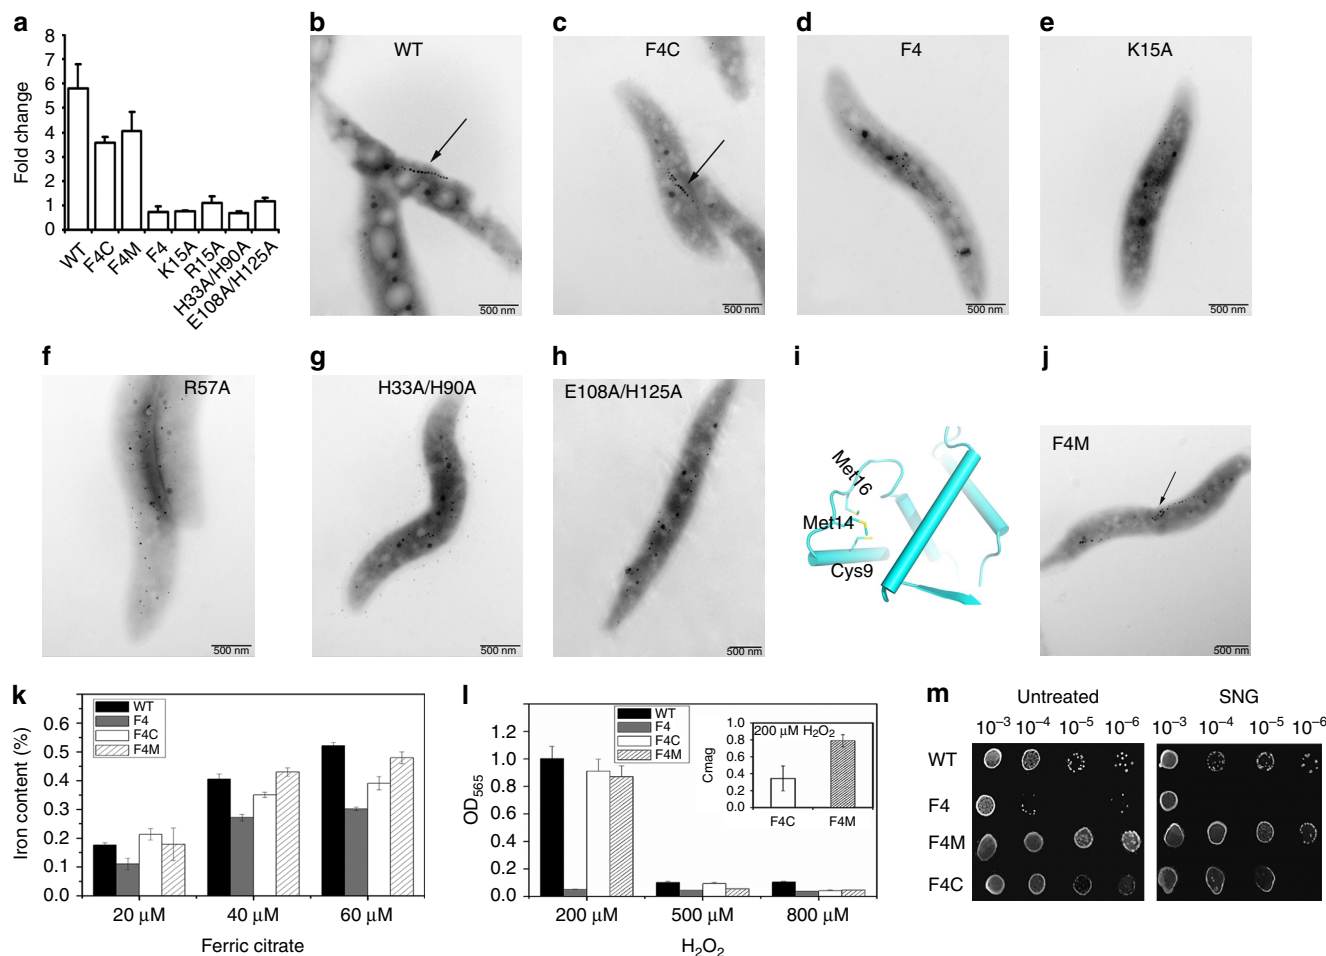 a
Fold change
8
7
6
5
4
3
2
1
0
WT
F4C
F4M
F4
K15A
R15A
H33A/H90A
E108A/H125A
b
WT
500 nm
c
F4C
500 nm
d
F4
500 nm
e
K15A
500 nm
f
R57A
500 nm
g
H33A/H90A
500 nm
h
E108A/H125A
500 nm
i
Met16
Met14
Cys9
j
F4M
500 nm
k
Iron content (%)
0.6
0.5
0.4
0.3
0.2
0.1
0.0
WT
F4
F4C
F4M
20 μM 40 μM 60 μM
Ferric citrate
l
OD565
1.2
1.0
0.8
0.6
0.4
0.2
0.0
WT
F4
F4C
F4M
200 μM H2O2
Cmag
1.0
0.8
0.6
0.4
0.2
0.0
F4C F4M
200 μM 500 μM 800 μM
H2O2
m
Untreated SNG
10−3 10−4 10−5 10−6 10−3 10−4 10−5 10−6
WT
F4
F4M
F4C